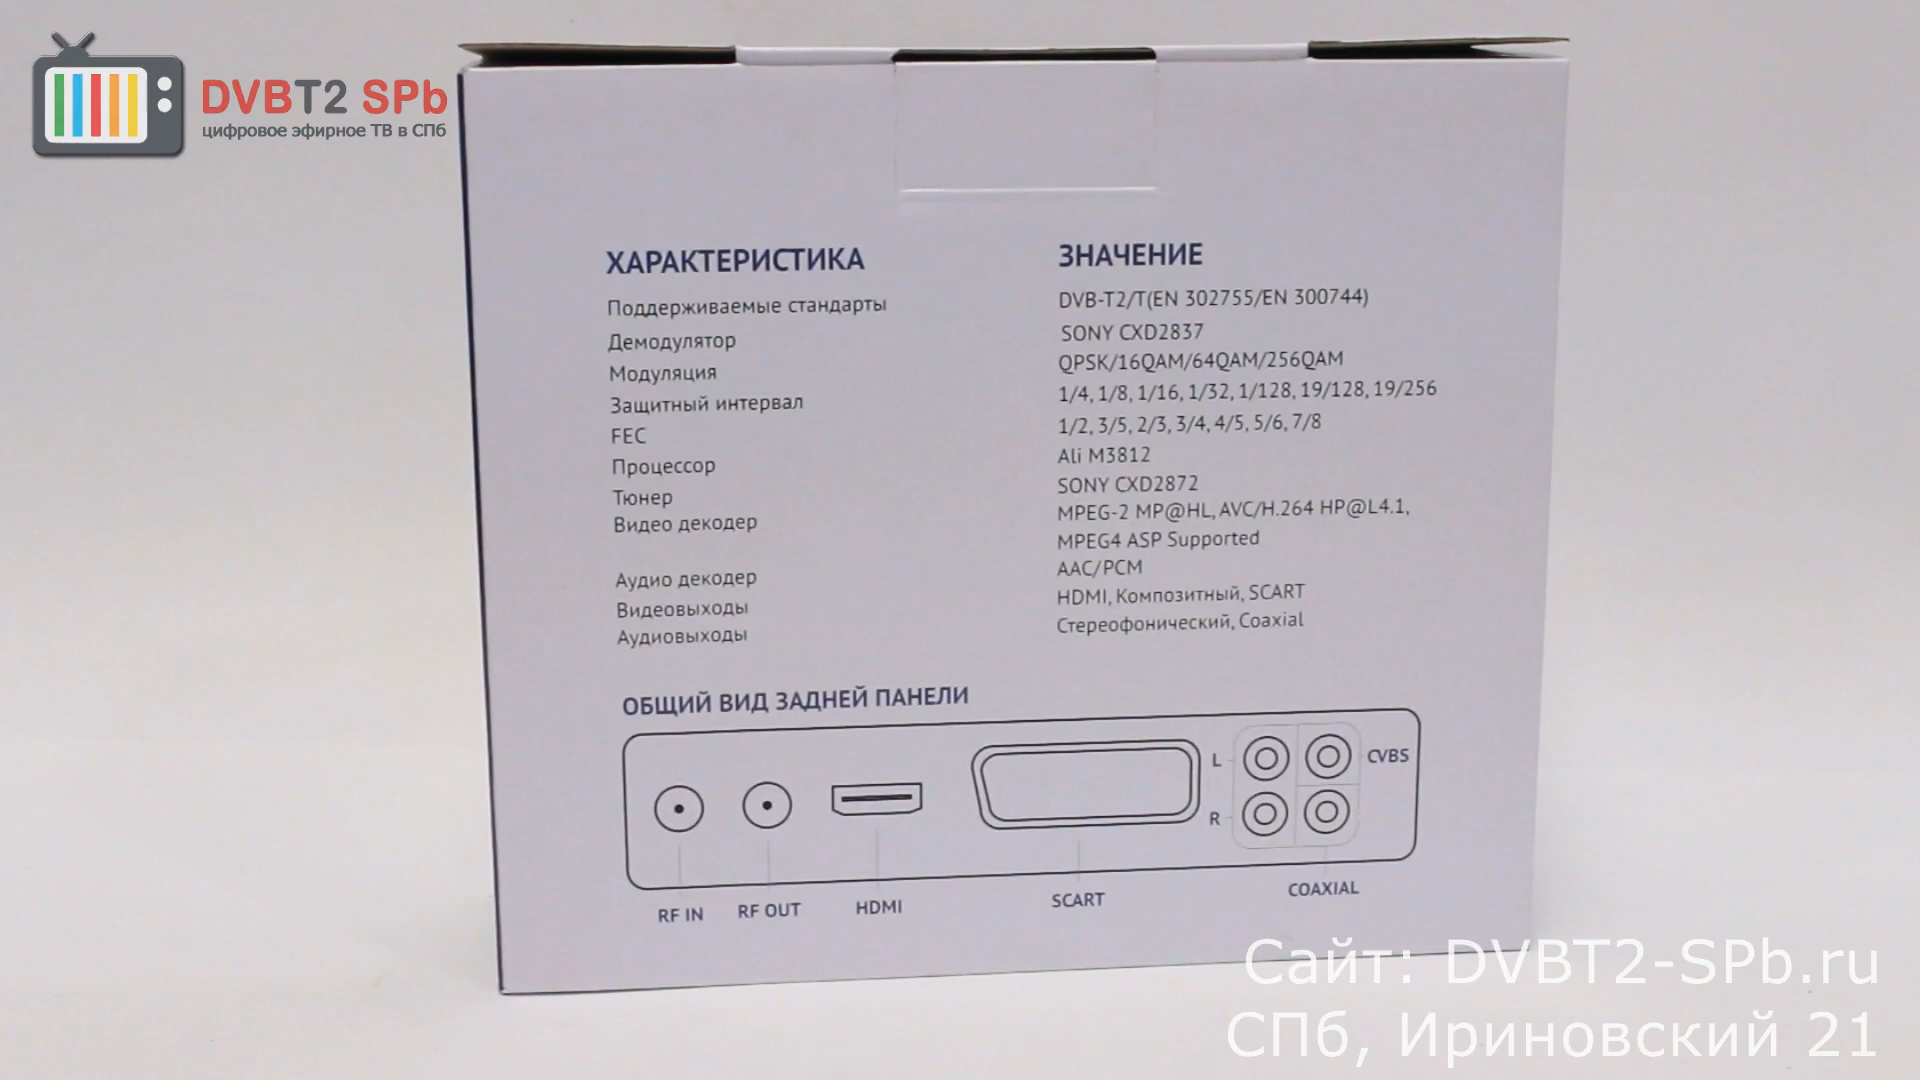 DVBT2 SPb
цифровое эфирное ТВ в СПб
ХАРАКТЕРИСТИКА
ЗНАЧЕНИЕ
Поддерживаемые стандарты
DVB-T2/T(EN 302755/EN 300744)
Демодулятор
SONY CXD2837
Модуляция
QPSK/16QAM/64QAM/256QAM
Защитный интервал
1/4, 1/8, 1/16, 1/32, 1/128, 19/128, 19/256
FEC
1/2, 3/5, 2/3, 3/4, 4/5, 5/6, 7/8
Процессор
Ali M3812
Тюнер
SONY CXD2872
Видео декодер
MPEG-2 MP@HL, AVC/H.264 HP@L4.1,
MPEG4 ASP Supported
Аудио декодер
AAC/PCM
Видеовыходы
HDMI, Композитный, SCART
Аудиовыходы
Стереофонический, Coaxial
ОБЩИЙ ВИД ЗАДНЕЙ ПАНЕЛИ
L
CVBS
R
RF IN
RF OUT
HDMI
SCART
COAXIAL
Сайт: DVBT2-SPb.ru
СПб, Ириновский 21